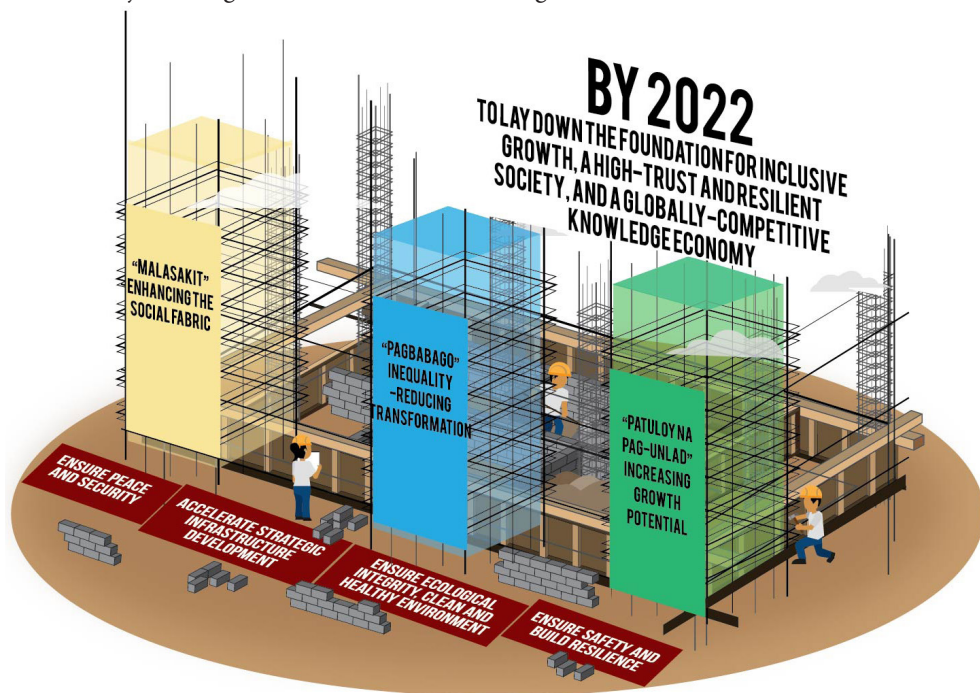 BY 2022
TO LAY DOWN THE FOUNDATION FOR INCLUSIVE
GROWTH, A HIGH-TRUST AND RESILIENT
SOCIETY, AND A GLOBALLY-COMPETITIVE
KNOWLEDGE ECONOMY
"MALASAKIT"
ENHANCING THE
SOCIAL FABRIC
"PAGBABAGO"
INEQUALITY
-REDUCING
TRANSFORMATION
"PATULOY NA
PAG-UNLAD"
INCREASING
GROWTH
POTENTIAL
ENSURE PEACE
AND SECURITY
ACCELERATE STRATEGIC
INFRASTRUCTURE
DEVELOPMENT
ENSURE ECOLOGICAL
INTEGRITY, CLEAN AND
HEALTHY ENVIRONMENT
ENSURE SAFETY AND
BUILD RESILIENCE